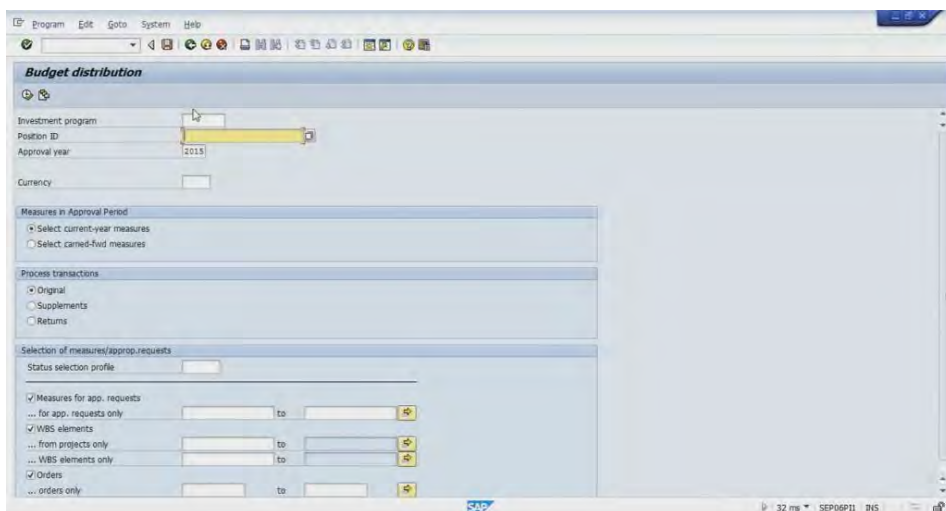 Program Edit Goto System Help
Budget distribution
Investment program
Position ID
Approval year 2015
Currency
Measures in Approval Period
Select current-year measures
Select carried-fwd measures
Process transactions
Original
Supplements
Returns
Selection of measures/approp.requests
Status selection profile
Measures for app. requests
... for app. requests only to
WBS elements
... from projects only to
... WBS elements only to
Orders
... orders only to
SAP 32 ms SEP06PI1 INS